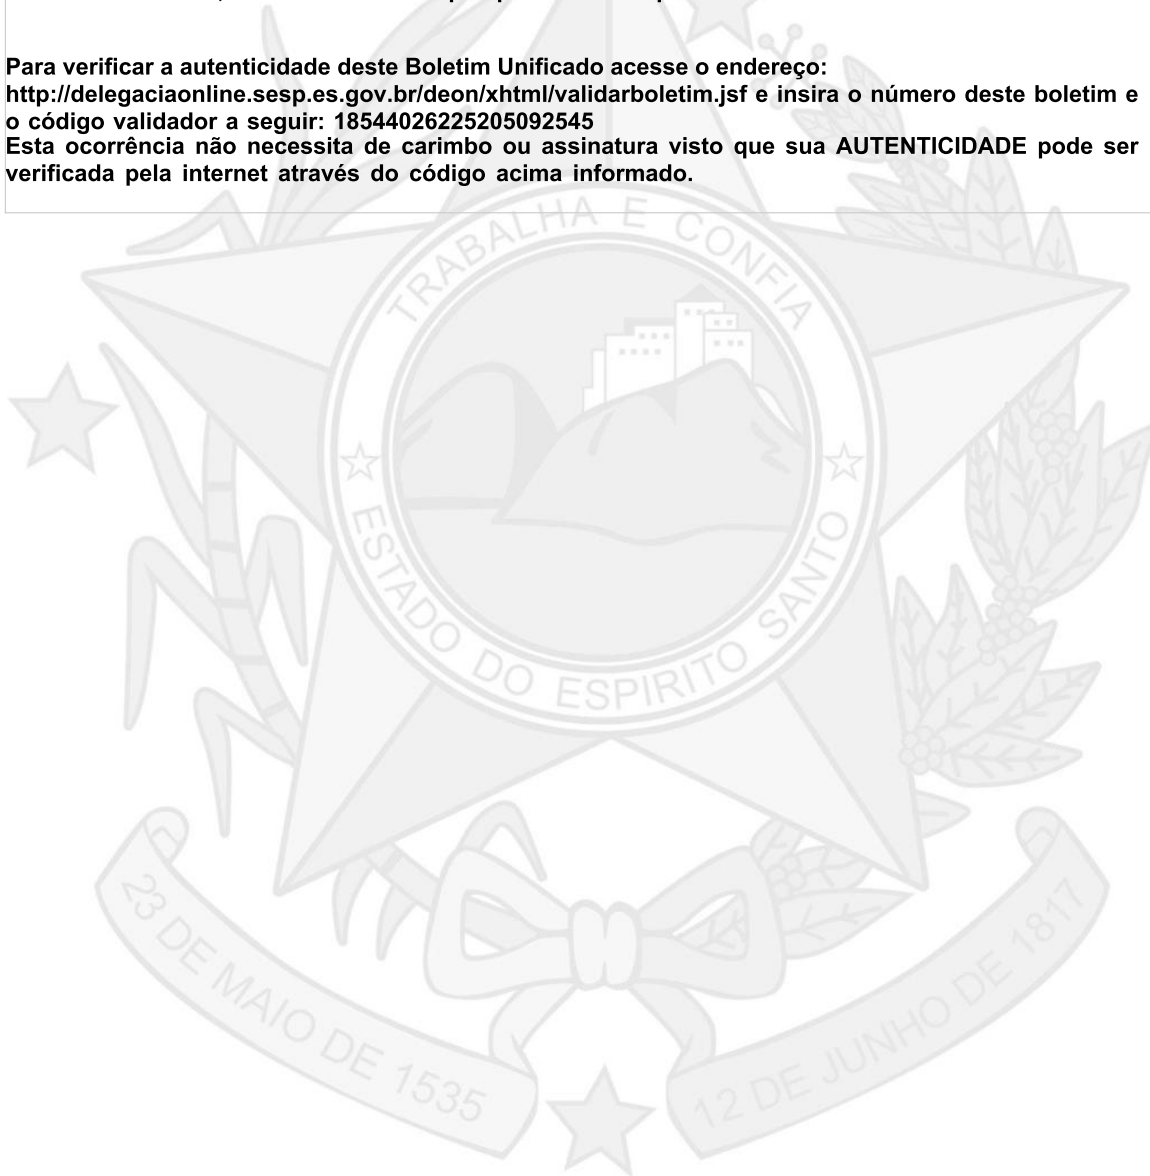 Para verificar a autenticidade deste Boletim Unificado acesse o endereço:
http://delegaciaonline.sesp.es.gov.br/deon/xhtml/validarboletim.jsf e insira o número deste boletim e
o código validador a seguir: 18544026225205092545
Esta ocorrência não necessita de carimbo ou assinatura visto que sua AUTENTICIDADE pode ser
verificada pela internet através do código acima informado.
TRABALHA E CONFIA
ESTADO DO ESPIRITO SANTO
23 DE MAIO DE 1535
12 DE JUNHO DE 1817